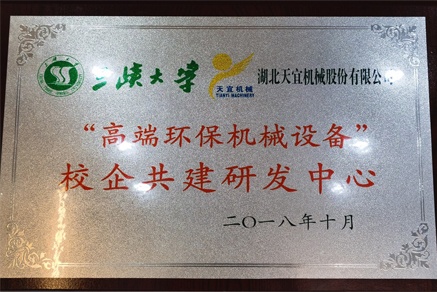 三峡大学 天宜机械 TIANYI MACHINERY 湖北天宜机械股份有限公司
“高端环保机械设备”
校企共建研发中心
二〇一八年十月